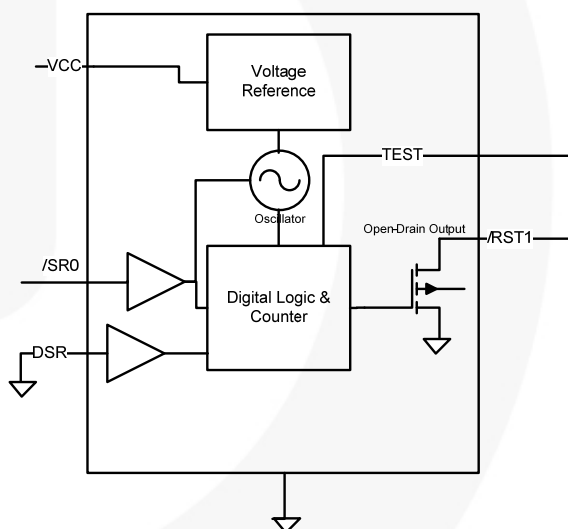 VCC
Voltage
Reference
TEST
Oscillator
Open-Drain Output
/RST1
/SR0
Digital Logic &
Counter
DSR